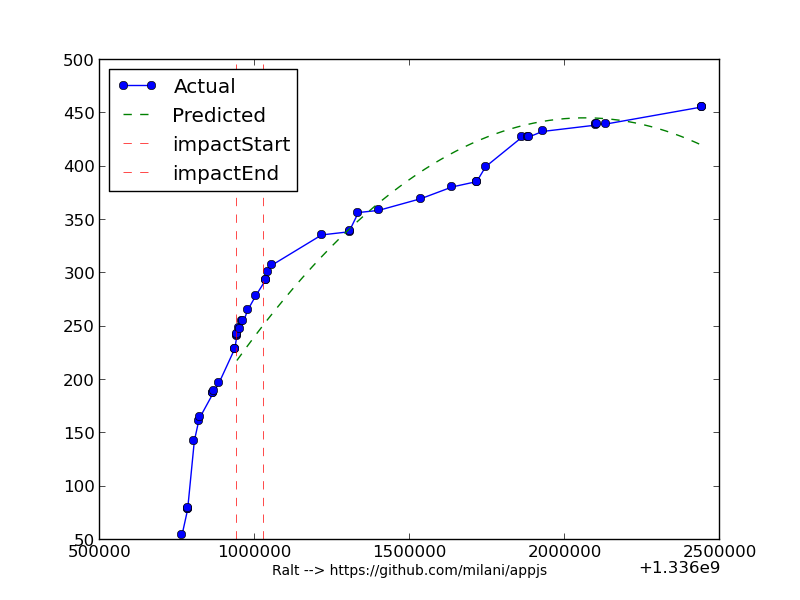 500
450
400
350
300
250
200
150
100
50
Actual
Predicted
impactStart
impactEnd
500000 1000000 1500000 2000000 2500000
+1.336e9
Ralt --> https://github.com/milani/appjs